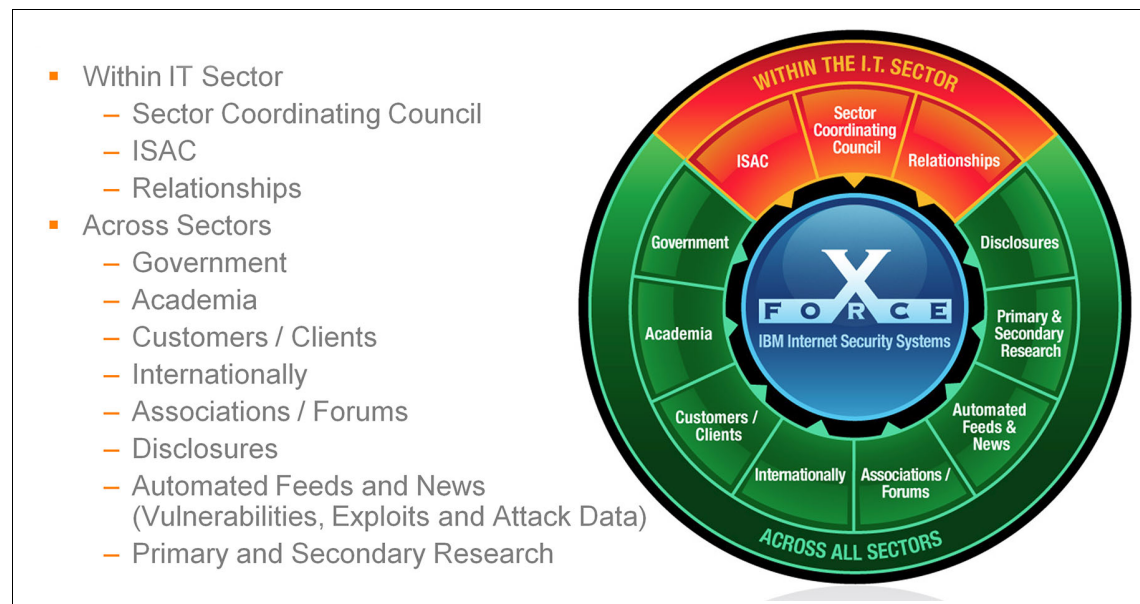 Within IT Sector
– Sector Coordinating Council
– ISAC
– Relationships
Across Sectors
– Government
– Academia
– Customers / Clients
– Internationally
– Associations / Forums
– Disclosures
– Automated Feeds and News
(Vulnerabilities, Exploits and Attack Data)
– Primary and Secondary Research
WITHIN THE I.T. SECTOR
ISAC
Sector
Coordinating
Council
Relationships
Government
Disclosures
Academia
Primary &
Secondary
Research
Customers /
Clients
Automated
Feeds &
News
Internationally
Associations /
Forums
X
FORCE
IBM Internet Security Systems
ACROSS ALL SECTORS